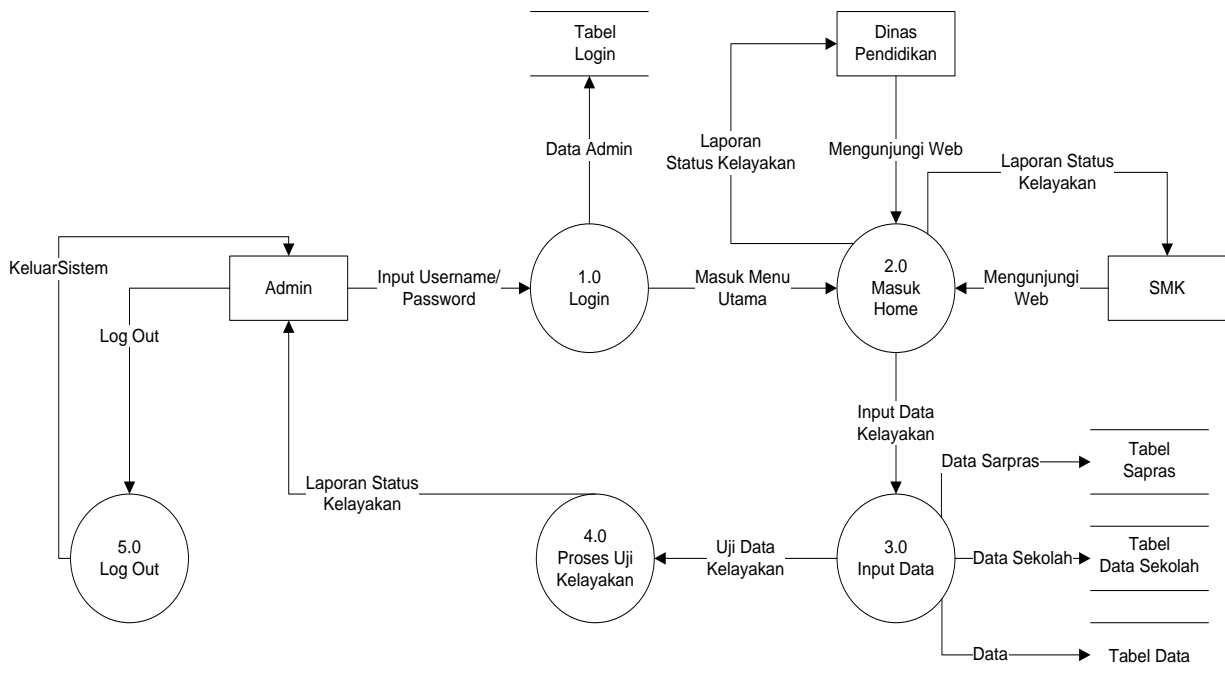 Tabel
Login
Dinas
Pendidikan
Data Admin
Laporan
Status Kelayakan
Mengunjungi Web
Laporan Status
Kelayakan
KeluarSistem
Admin
Input Username/
Password
1.0
Login
Masuk Menu
Utama
2.0
Masuk
Home
Mengunjungi
Web
SMK
Log Out
Input Data
Kelayakan
Data Sarpras
Tabel
Sapras
Laporan Status
Kelayakan
5.0
Log Out
4.0
Proses Uji
Kelayakan
Uji Data
Kelayakan
3.0
Input Data
Data Sekolah
Tabel
Data Sekolah
Data
Tabel Data